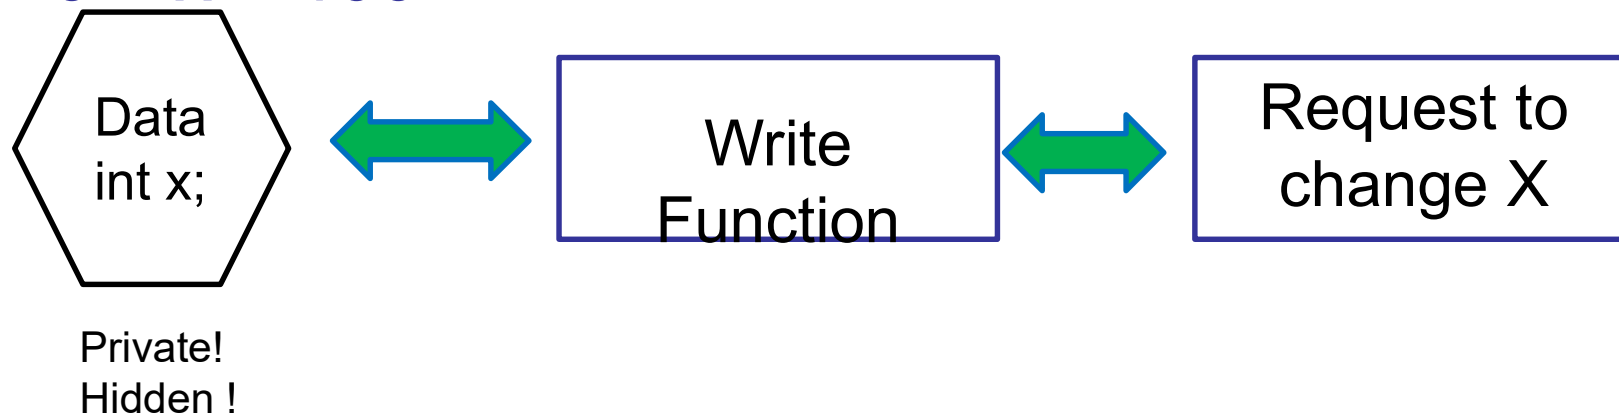 Data
int x;
Write
Function
Request to
change X
Private!
Hidden !